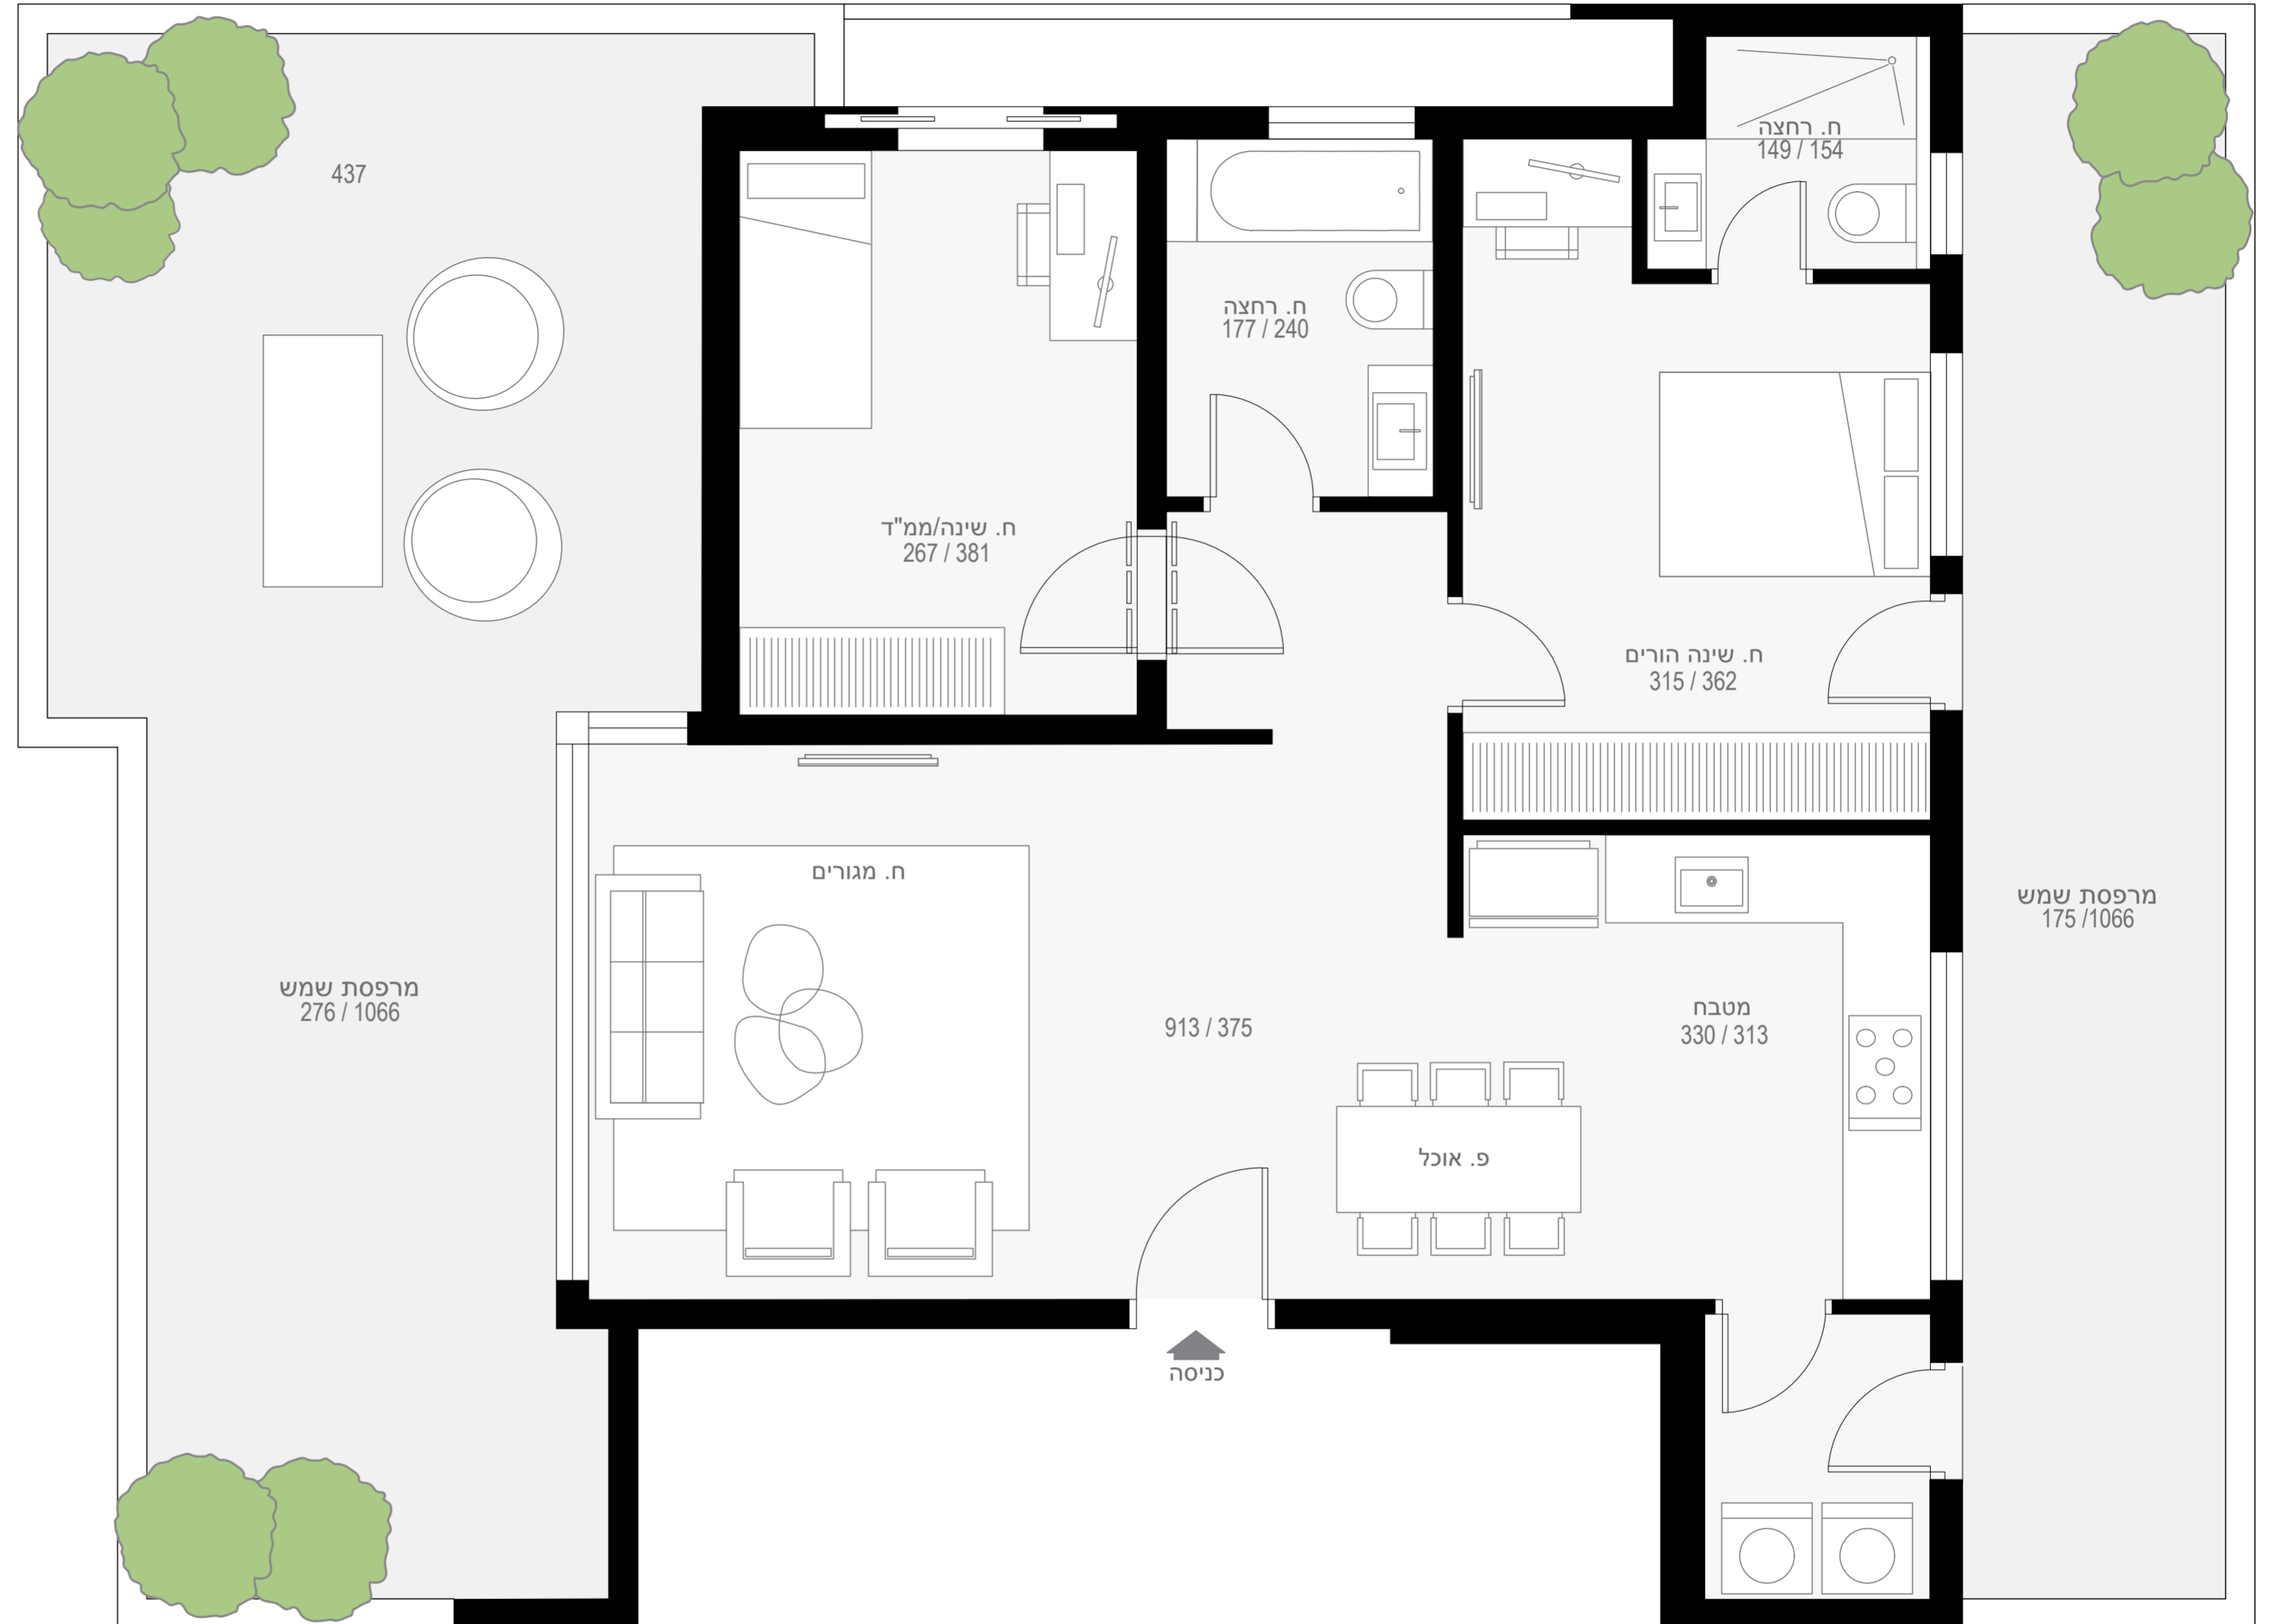 ח. רחצה
149 / 154
437
ח. רחצה
177 / 240
ח. שינה/ממ"ד
267 / 381
ח. שינה הורים
315 / 362
ח. מגורים
מרפסת שמש
175 /1066
מרפסת שמש
276 / 1066
913 / 375
מטבח
330 / 313
פ. אוכל
כניסה